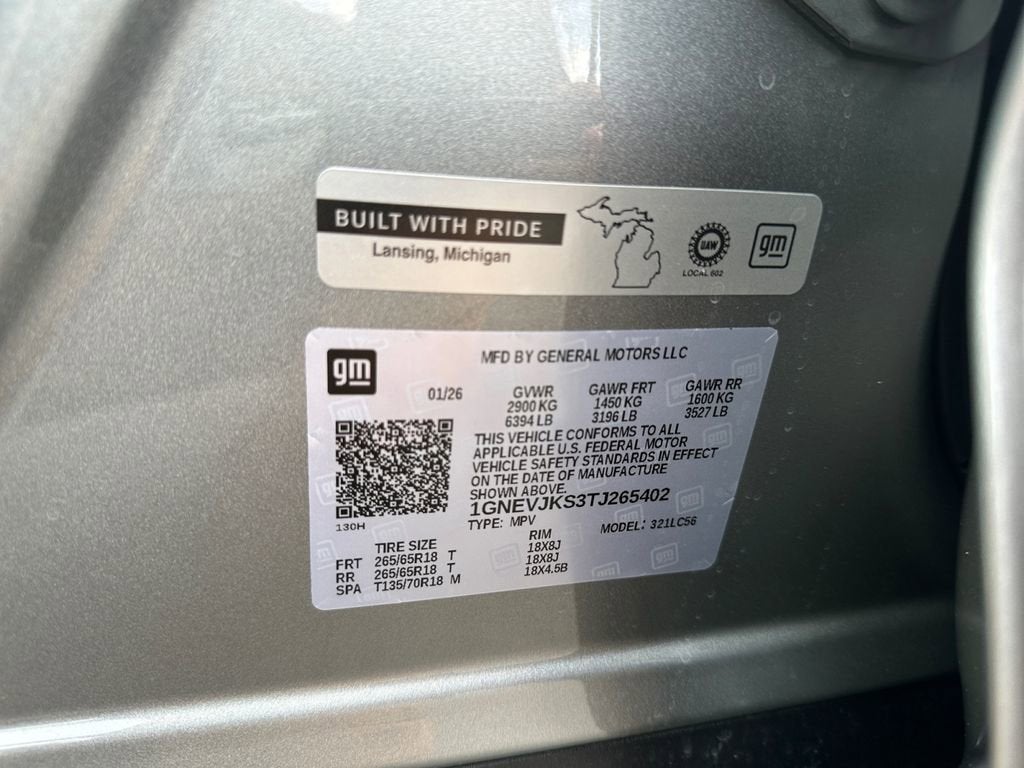 BUILT WITH PRIDE
Lansing, Michigan
UAW
LOCAL 602
gm
gm
MFD BY GENERAL MOTORS LLC
01/26
GVWR GAWR FRT GAWR RR
2900 KG 1450 KG 1600 KG
6394 LB 3196 LB 3527 LB
THIS VEHICLE CONFORMS TO ALL
APPLICABLE U.S. FEDERAL MOTOR
VEHICLE SAFETY STANDARDS IN EFFECT
ON THE DATE OF MANUFACTURE
SHOWN ABOVE.
1GNEVJKS3TJ265402
130H
TYPE: MPV MODEL: 321LC56
TIRE SIZE RIM
FRT 265/65R18 T 18X8J
RR 265/65R18 T 18X8J
SPA T135/70R18 M 18X4.5B